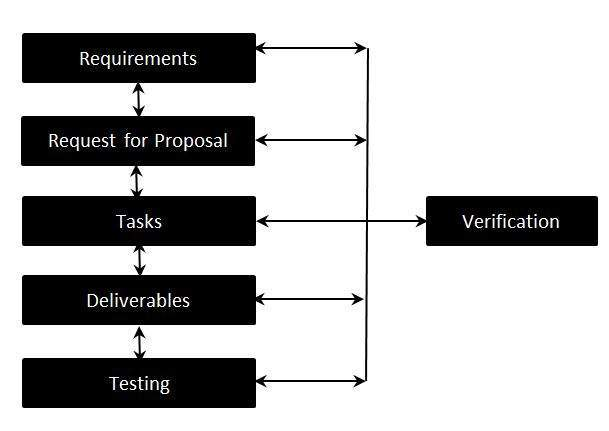 Requirements
Request for Proposal
Tasks
Verification
Deliverables
Testing